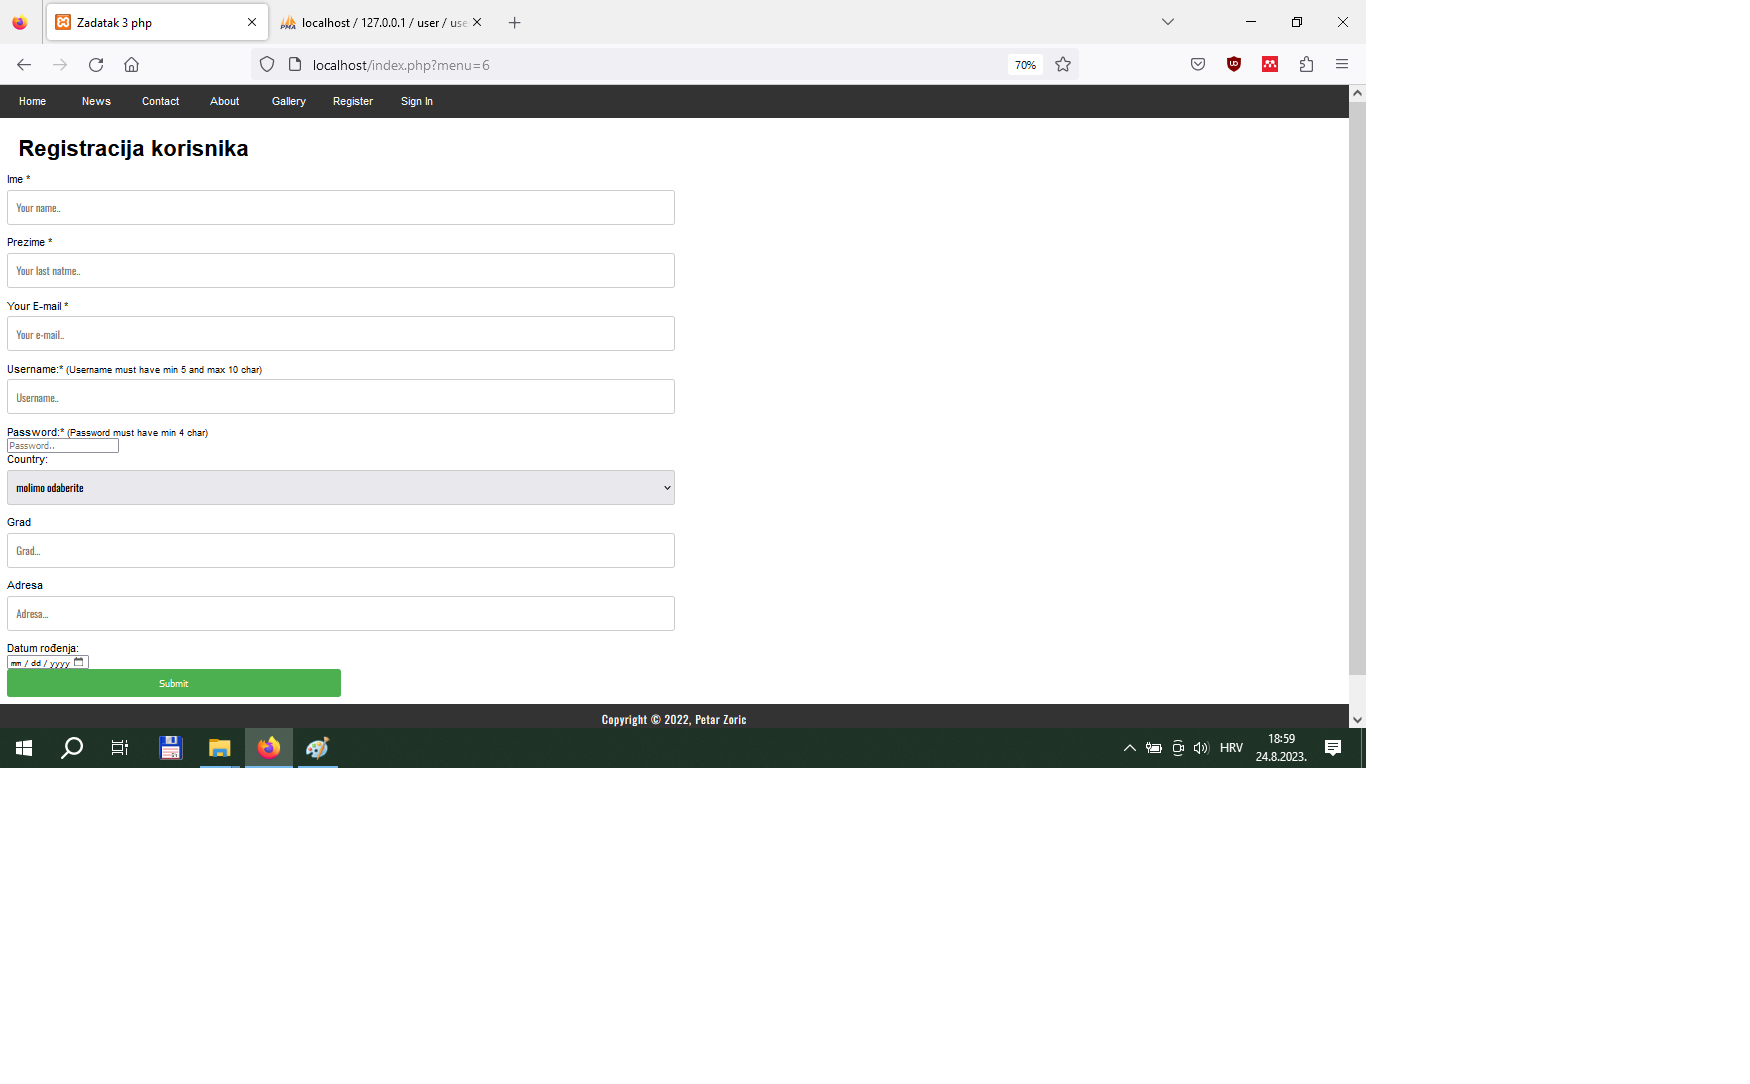 Zadatak 3 php
localhost / 127.0.0.1 / user / use
localhost/index.php?menu=6
70%
Home News Contact About Gallery Register Sign In
Registracija korisnika
Ime *
Your name..
Prezime *
Your last natme..
Your E-mail *
Your e-mail..
Username:* (Username must have min 5 and max 10 char)
Username..
Password:* (Password must have min 4 char)
Password..
Country:
molimo odaberite
Grad
Grad...
Adresa
Adresa...
Datum rođenja:
mm / dd / yyyy
Submit
Copyright © 2022, Petar Zoric
HRV
18:59
24.8.2023.